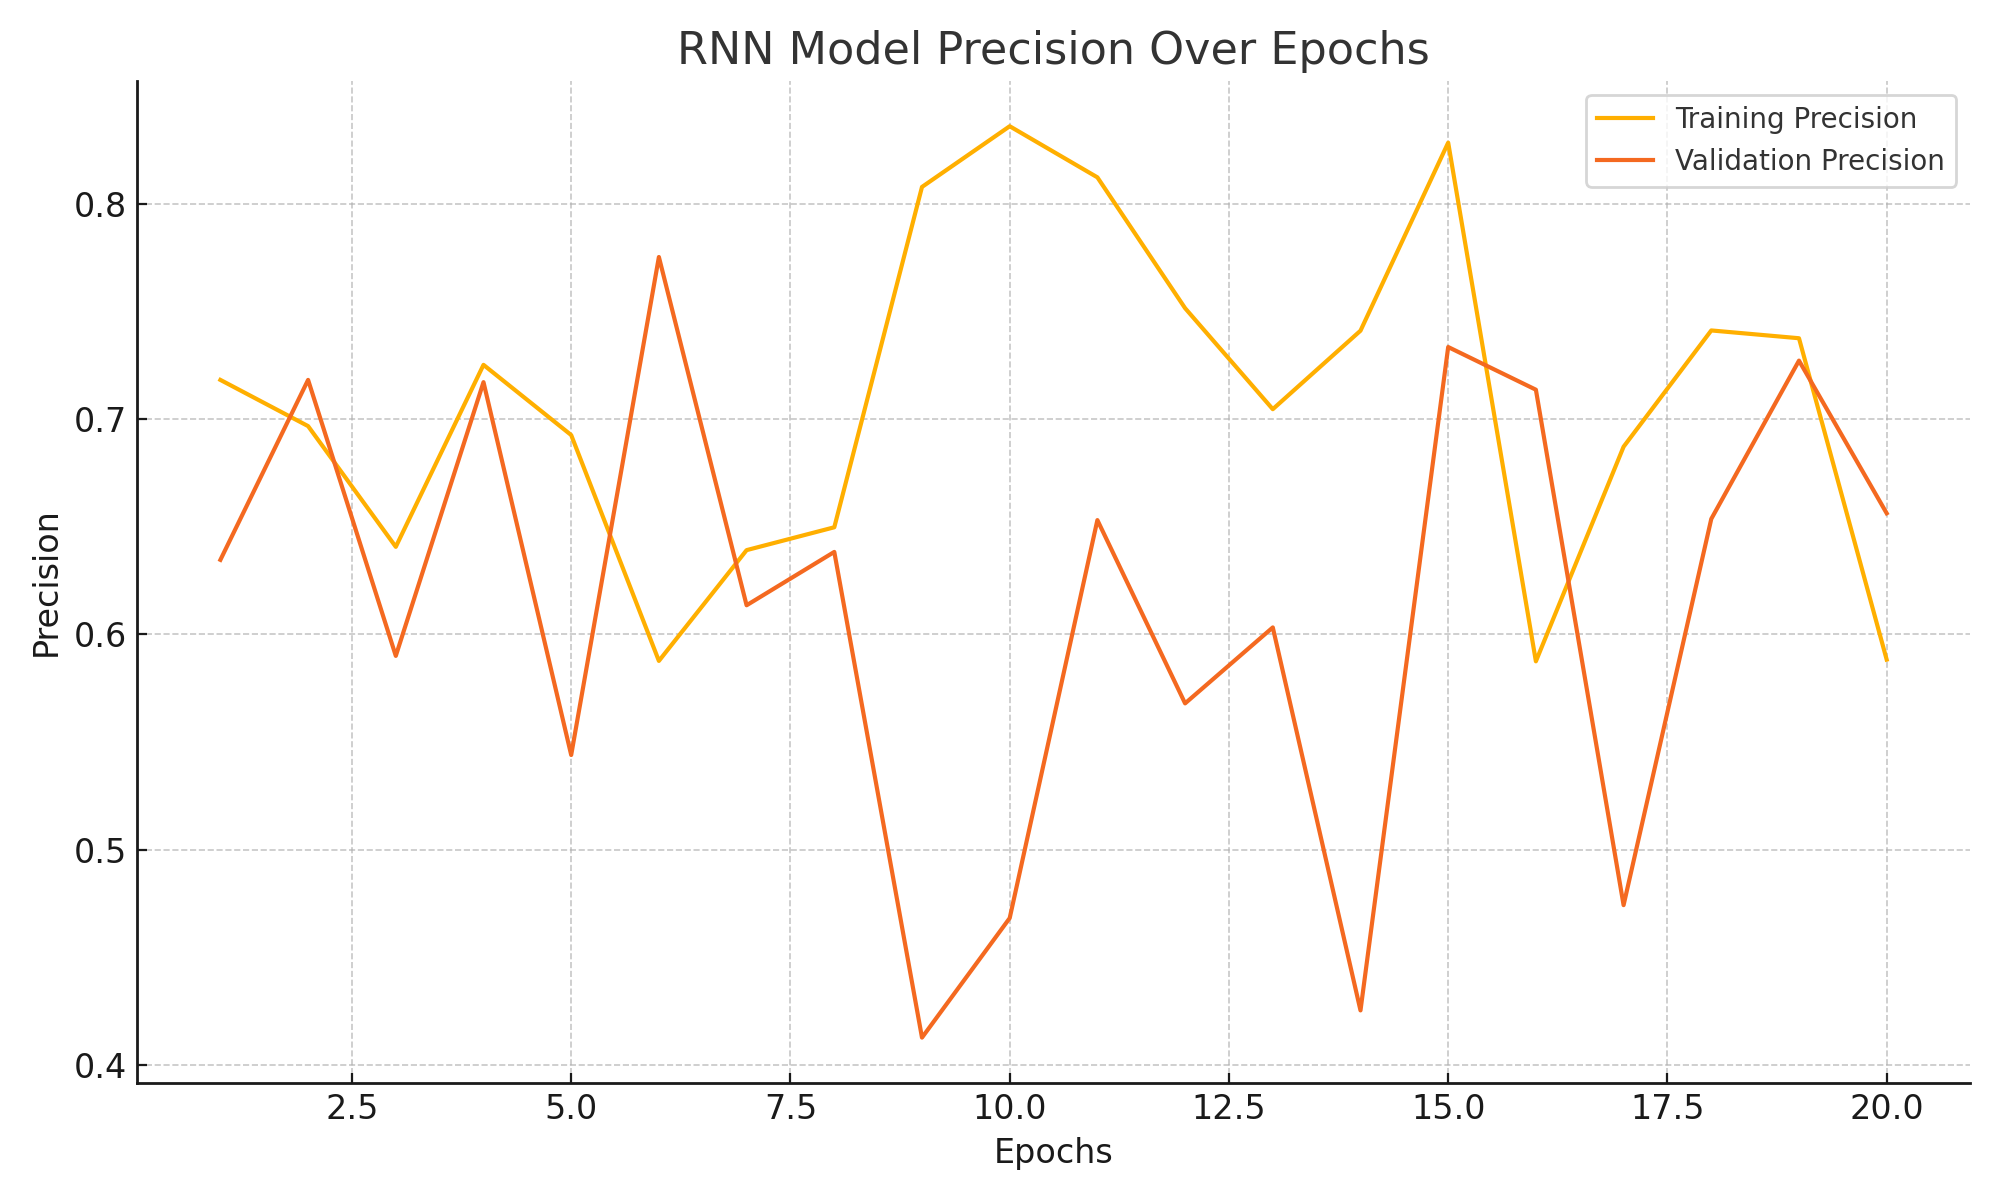 RNN Model Precision Over Epochs
Training Precision
Validation Precision
0.8
0.7
0.6
0.5
0.4
Precision
2.5 5.0 7.5 10.0 12.5 15.0 17.5 20.0
Epochs